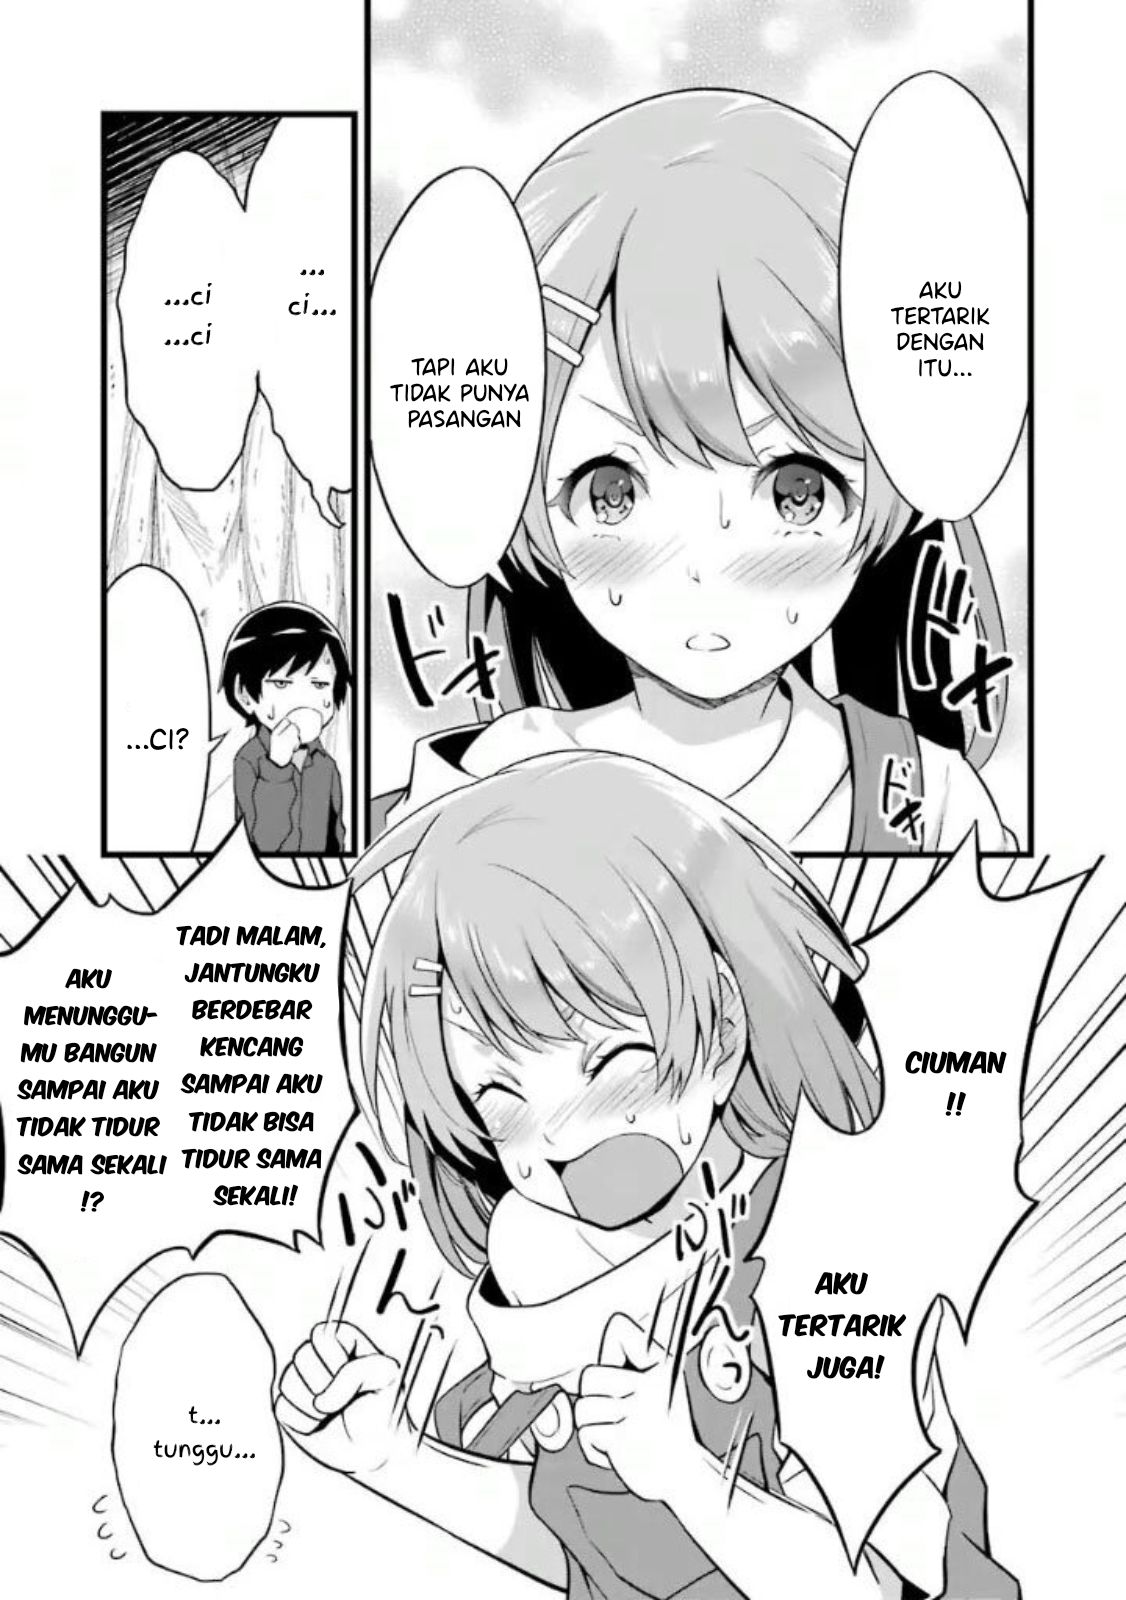 AKU
TERTARIK
DENGAN
ITU...
TAPI AKU
TIDAK PUNYA
PASANGAN
ドキ
ドキ
ドキ
...
ci...
...ci
...ci
...CI?
CIUMAN
!!
AKU
TERTARIK
JUGA!
TADI MALAM,
JANTUNGKU
BERDEBAR
KENCANG
SAMPAI AKU
TIDAK BISA
TIDUR SAMA
SEKALI!
AKU
MENUNGGU-
MU BANGUN
SAMPAI AKU
TIDAK TIDUR
SAMA SEKALI
!?
ぶん
ぶん
t...
tunggu...